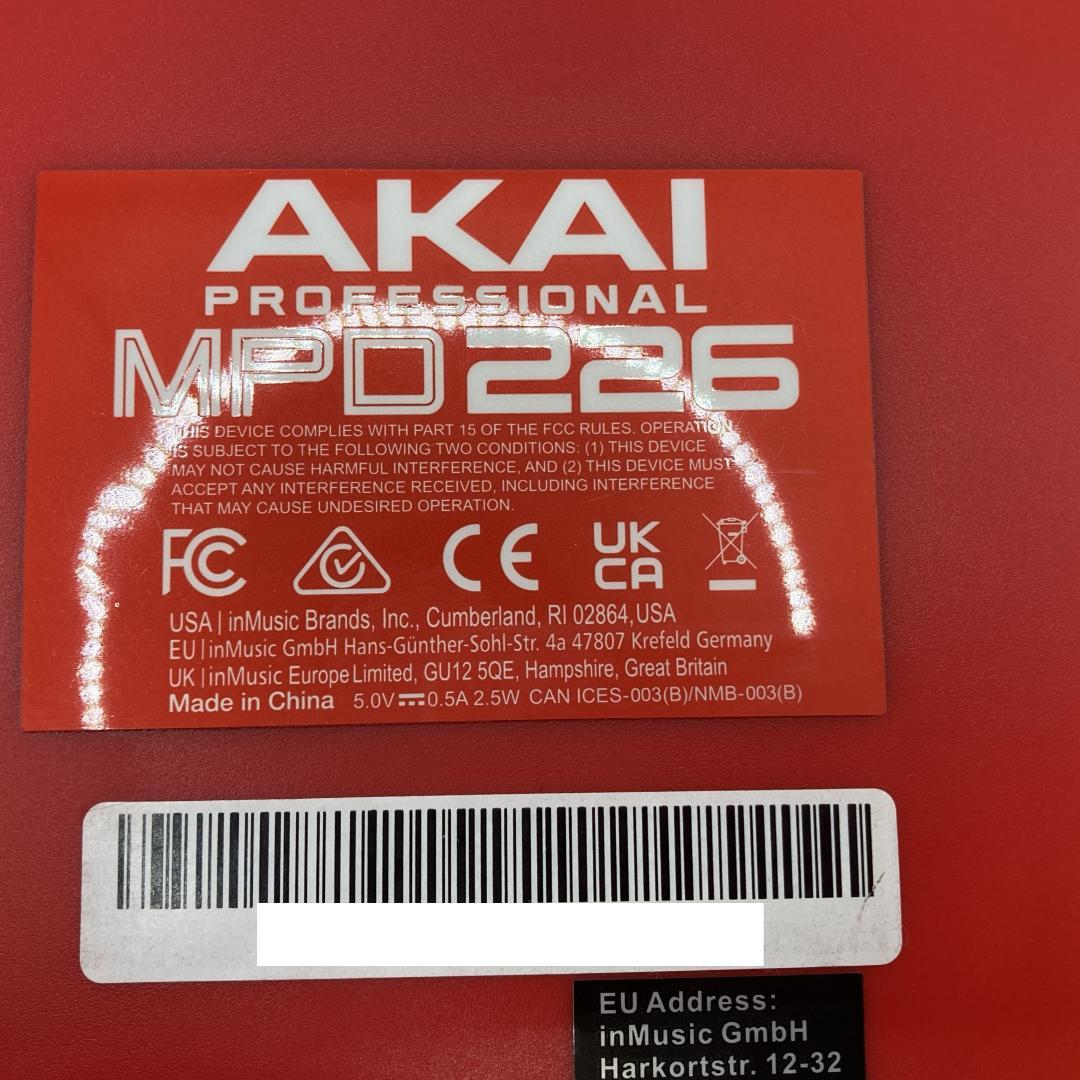 AKAI
PROFESSIONAL
MPD226
THIS DEVICE COMPLIES WITH PART 15 OF THE FCC RULES. OPERATION
IS SUBJECT TO THE FOLLOWING TWO CONDITIONS: (1) THIS DEVICE
MAY NOT CAUSE HARMFUL INTERFERENCE, AND (2) THIS DEVICE MUST
ACCEPT ANY INTERFERENCE RECEIVED, INCLUDING INTERFERENCE
THAT MAY CAUSE UNDESIRED OPERATION.
FC CE UK
CA
USA | inMusic Brands, Inc., Cumberland, RI 02864,USA
EU | inMusic GmbH Hans-Günther-Sohl-Str. 4a 47807 Krefeld Germany
UK | inMusic Europe Limited, GU12 5QE, Hampshire, Great Britain
Made in China 5.0V⎓0.5A 2.5W CAN ICES-003(B)/NMB-003(B)
EU Address:
inMusic GmbH
Harkortstr. 12-32